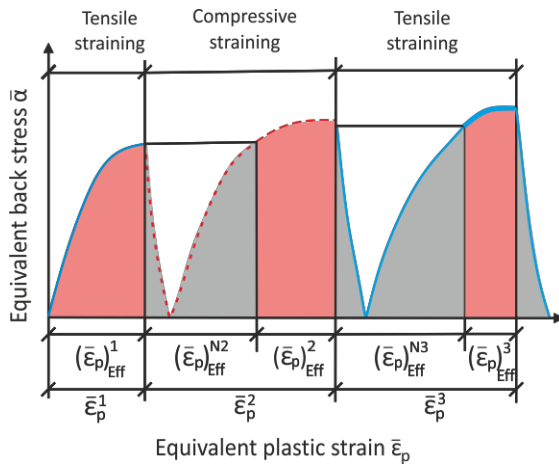 Tensile straining
Compressive straining
Tensile straining
Equivalent back stress ᾱ
(ε̄ₚ)¹Eff
(ε̄ₚ)ᴺ²Eff
(ε̄ₚ)²Eff
(ε̄ₚ)ᴺ³Eff
(ε̄ₚ)³Eff
ε̄ₚ¹
ε̄ₚ²
ε̄ₚ³
Equivalent plastic strain ε̄ₚ